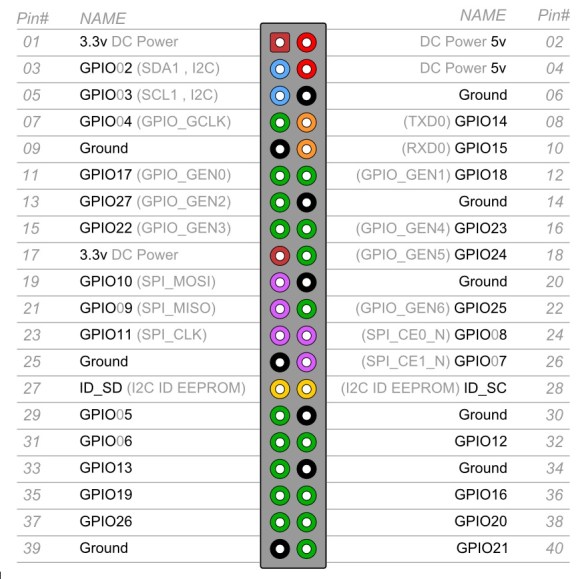 Pin# NAME NAME Pin#
01 3.3v DC Power DC Power 5v 02
03 GPIO02 (SDA1 , I2C) DC Power 5v 04
05 GPIO03 (SCL1 , I2C) Ground 06
07 GPIO04 (GPIO_GCLK) (TXD0) GPIO14 08
09 Ground (RXD0) GPIO15 10
11 GPIO17 (GPIO_GEN0) (GPIO_GEN1) GPIO18 12
13 GPIO27 (GPIO_GEN2) Ground 14
15 GPIO22 (GPIO_GEN3) (GPIO_GEN4) GPIO23 16
17 3.3v DC Power (GPIO_GEN5) GPIO24 18
19 GPIO10 (SPI_MOSI) Ground 20
21 GPIO09 (SPI_MISO) (GPIO_GEN6) GPIO25 22
23 GPIO11 (SPI_CLK) (SPI_CE0_N) GPIO08 24
25 Ground (SPI_CE1_N) GPIO07 26
27 ID_SD (I2C ID EEPROM) (I2C ID EEPROM) ID_SC 28
29 GPIO05 Ground 30
31 GPIO06 GPIO12 32
33 GPIO13 Ground 34
35 GPIO19 GPIO16 36
37 GPIO26 GPIO20 38
39 Ground GPIO21 40